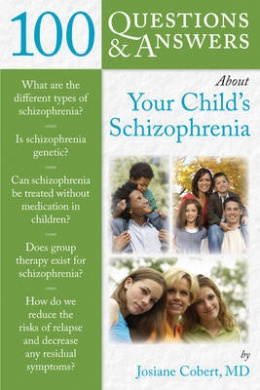 100 QUESTIONS
& ANSWERS
About
Your Child's
Schizophrenia
What are the
different types of
schizophrenia?
Is schizophrenia
genetic?
Can schizophrenia
be treated without
medication in
children?
Does group
therapy exist for
schizophrenia?
How do we
reduce the
risks of relapse
and decrease
any residual
symptoms?
by
Josiane Cobert, MD